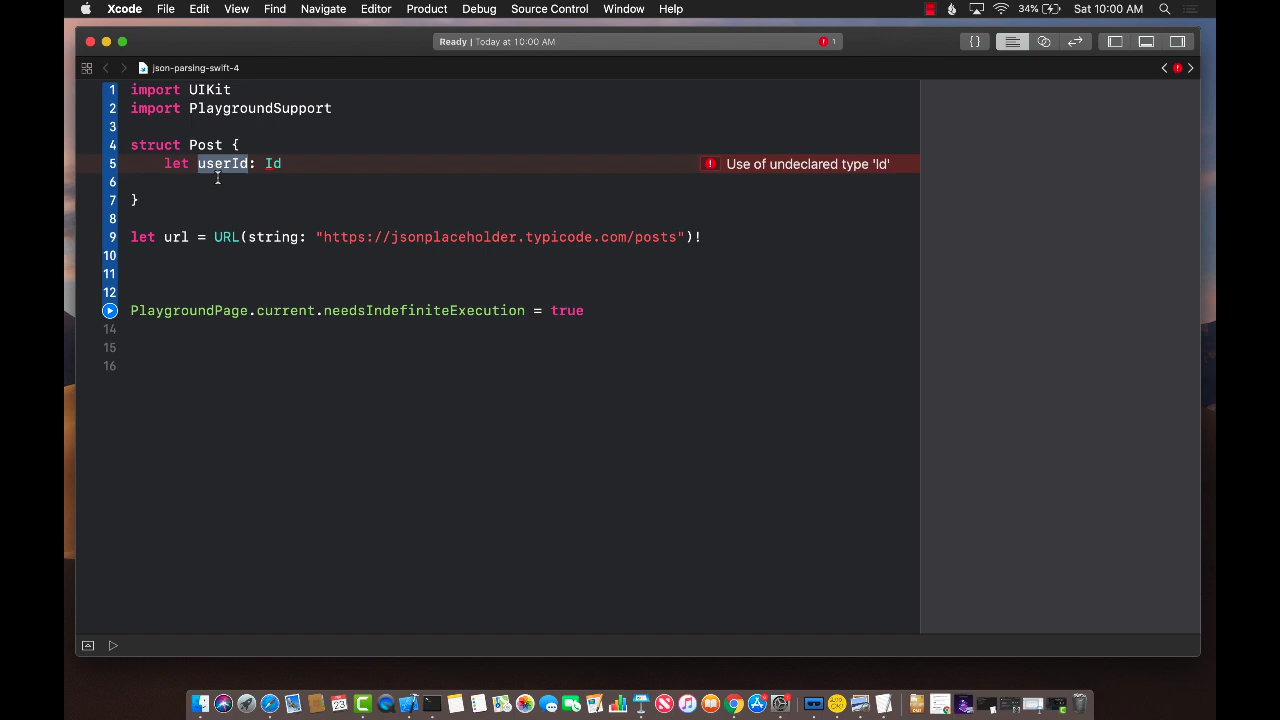 Xcode File Edit View Find Navigate Editor Product Debug Source Control Window Help 34% Sat 10:00 AM
Ready | Today at 10:00 AM 1 {}
json-parsing-swift-4
1 import UIKit
2 import PlaygroundSupport
3
4 struct Post {
5 let userId: Id Use of undeclared type 'Id'
6
7 }
8
9 let url = URL(string: "https://jsonplaceholder.typicode.com/posts")!
10
11
12
PlaygroundPage.current.needsIndefiniteExecution = true
14
15
16